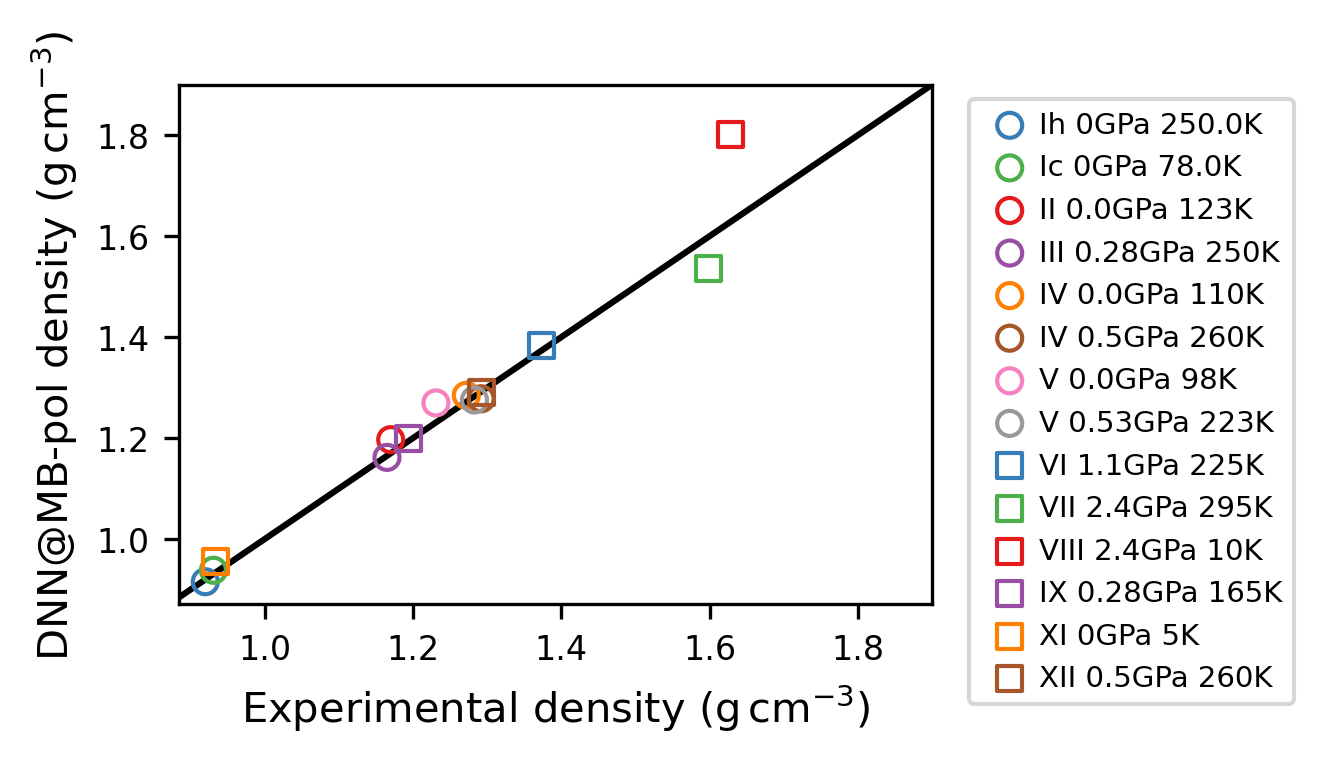 DNN@MB-pol density (g cm⁻³)
1.8
1.6
1.4
1.2
1.0
1.0 1.2 1.4 1.6 1.8
Experimental density (g cm⁻³)
Ih 0GPa 250.0K
Ic 0GPa 78.0K
II 0.0GPa 123K
III 0.28GPa 250K
IV 0.0GPa 110K
IV 0.5GPa 260K
V 0.0GPa 98K
V 0.53GPa 223K
VI 1.1GPa 225K
VII 2.4GPa 295K
VIII 2.4GPa 10K
IX 0.28GPa 165K
XI 0GPa 5K
XII 0.5GPa 260K